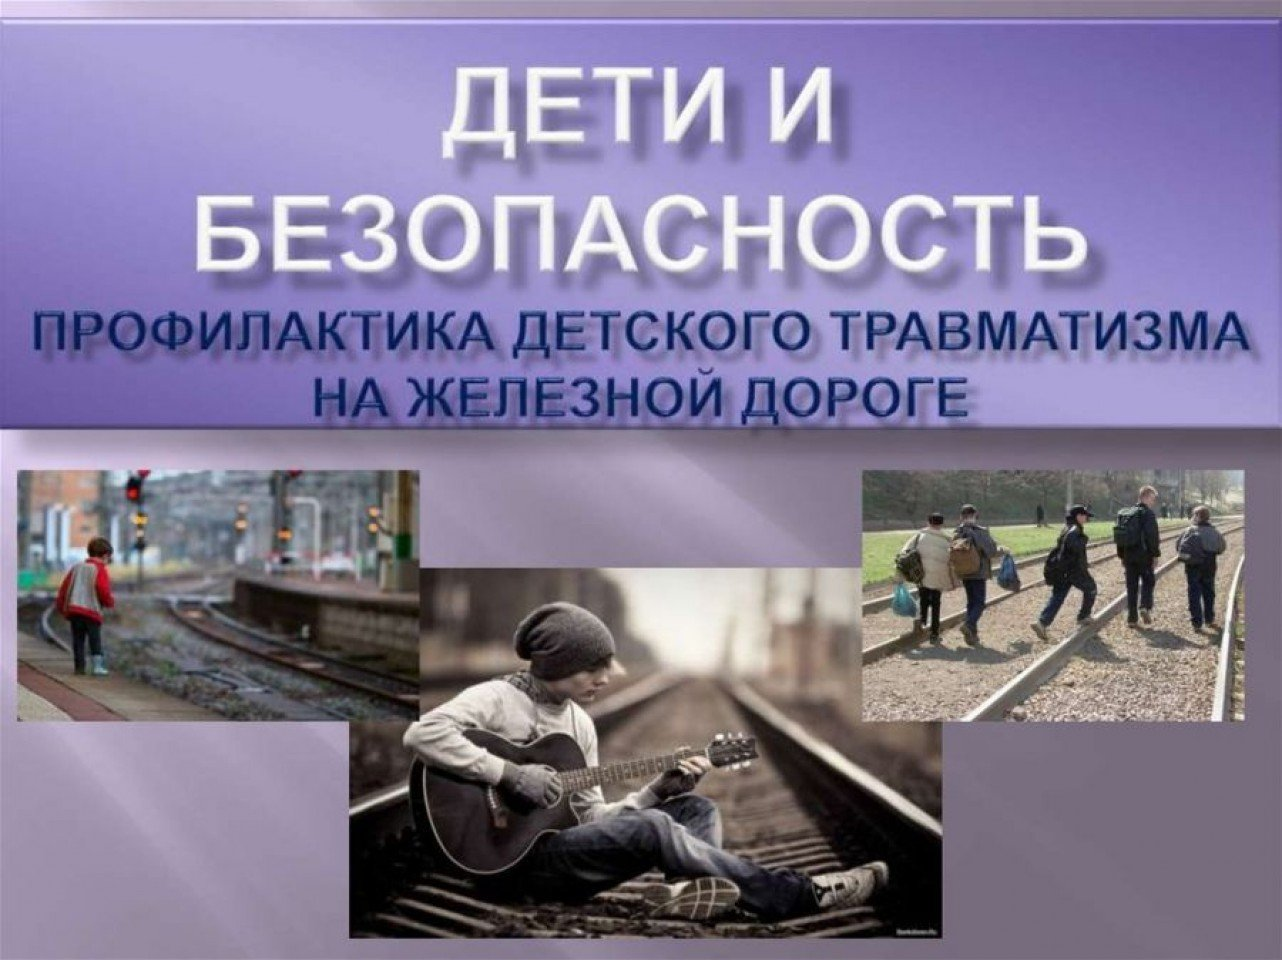 ДЕТИ И
БЕЗОПАСНОСТЬ
ПРОФИЛАКТИКА ДЕТСКОГО ТРАВМАТИЗМА
НА ЖЕЛЕЗНОЙ ДОРОГЕ